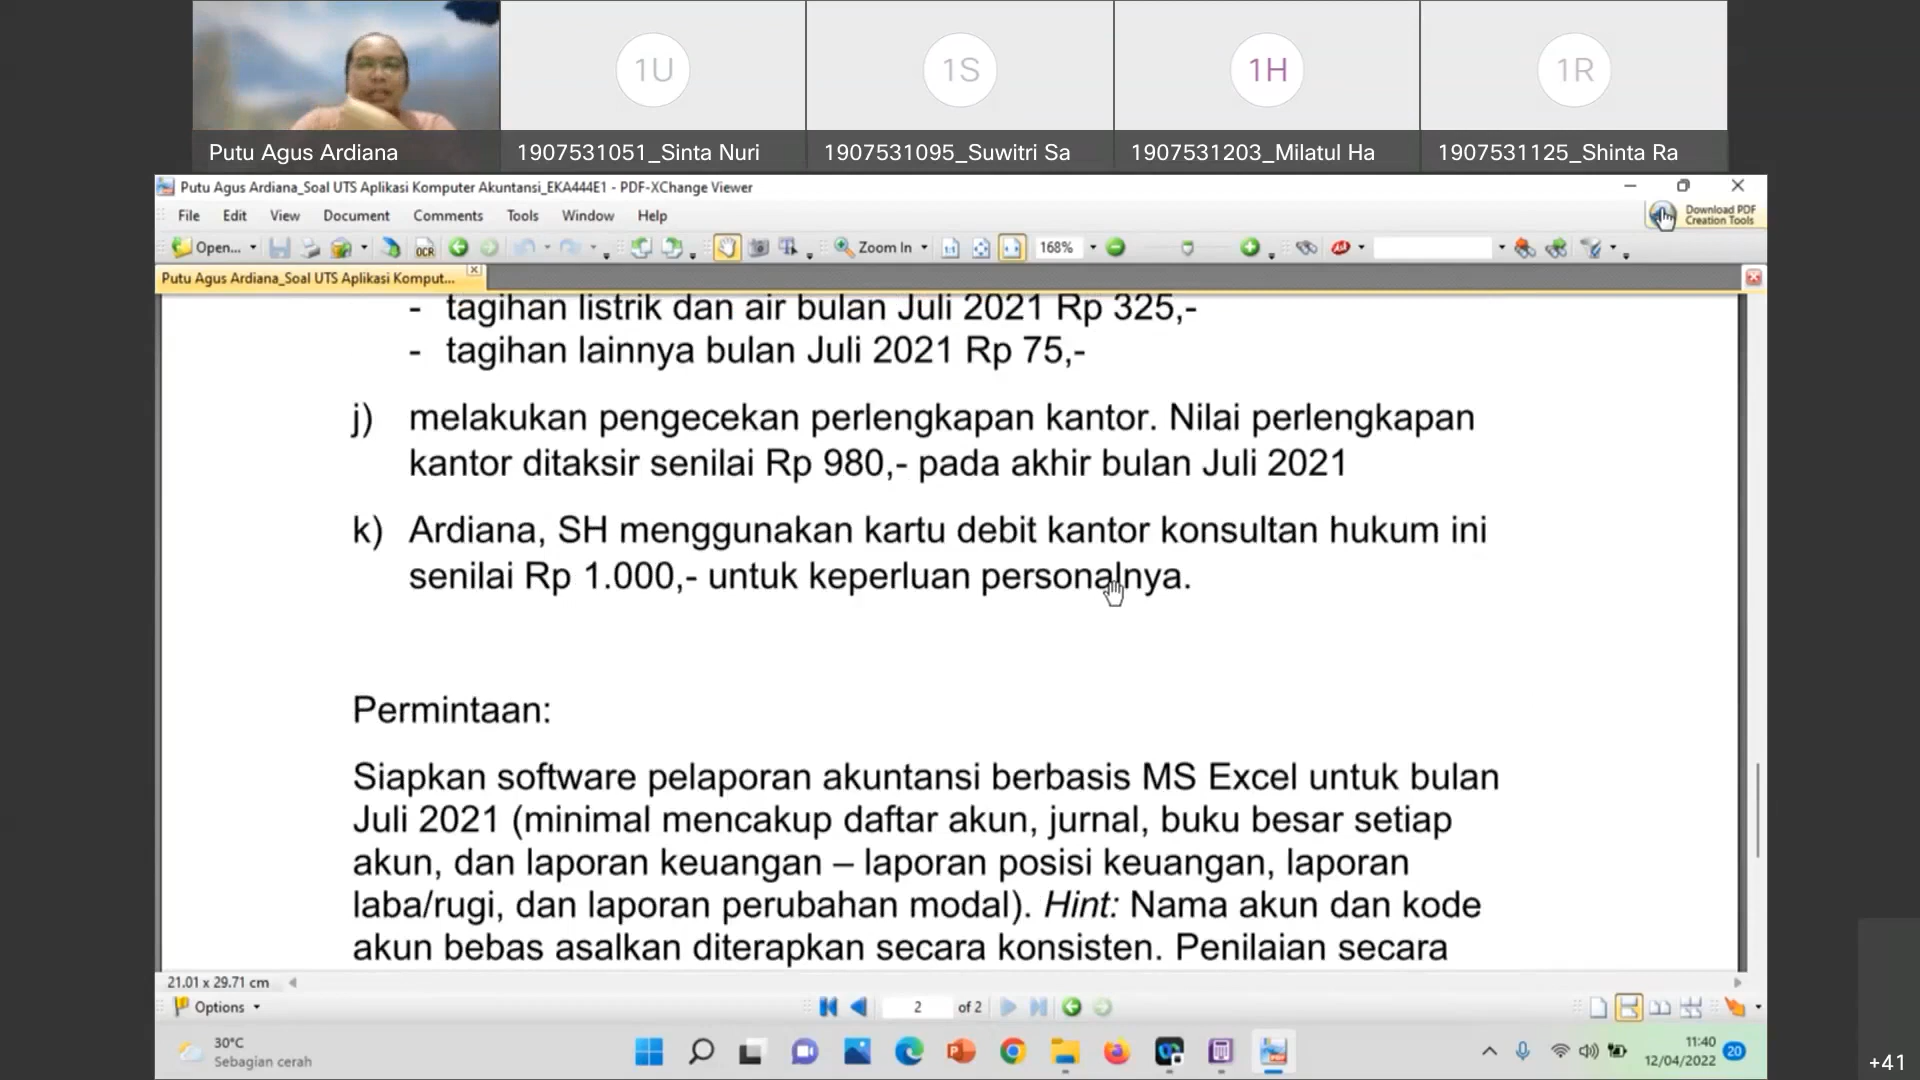 1U
1S
1H
1R
Putu Agus Ardiana
1907531051_Sinta Nuri
1907531095_Suwitri Sa
1907531203_Milatul Ha
1907531125_Shinta Ra
Putu Agus Ardiana_Soal UTS Aplikasi Komputer Akuntansi_EKA444E1 - PDF-XChange Viewer
File Edit View Document Comments Tools Window Help
Download PDF
Creation Tools
Open...
OCR
Zoom In
168%
Putu Agus Ardiana_Soal UTS Aplikasi Komput...
- tagihan listrik dan air bulan Juli 2021 Rp 325,-
- tagihan lainnya bulan Juli 2021 Rp 75,-
j) melakukan pengecekan perlengkapan kantor. Nilai perlengkapan
kantor ditaksir senilai Rp 980,- pada akhir bulan Juli 2021
k) Ardiana, SH menggunakan kartu debit kantor konsultan hukum ini
senilai Rp 1.000,- untuk keperluan personalnya.
Permintaan:
Siapkan software pelaporan akuntansi berbasis MS Excel untuk bulan
Juli 2021 (minimal mencakup daftar akun, jurnal, buku besar setiap
akun, dan laporan keuangan – laporan posisi keuangan, laporan
laba/rugi, dan laporan perubahan modal). Hint: Nama akun dan kode
akun bebas asalkan diterapkan secara konsisten. Penilaian secara
21.01 x 29.71 cm
Options
2 of 2
30°C
Sebagian cerah
11:40
12/04/2022
20
+41